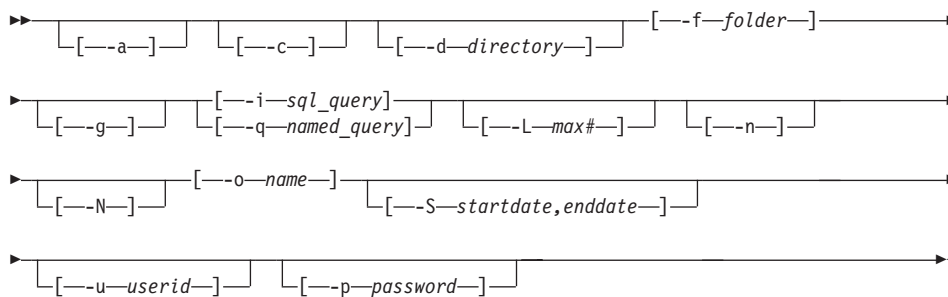 [ -f folder ]
[ -a ] [ -c ] [ -d directory ]
[ -i sql_query]
[ -g ] [ -q named_query] [ -L max# ] [ -n ]
[ -o name ]
[ -N ] [ -S startdate,enddate ]
[ -u userid ] [ -p password ]